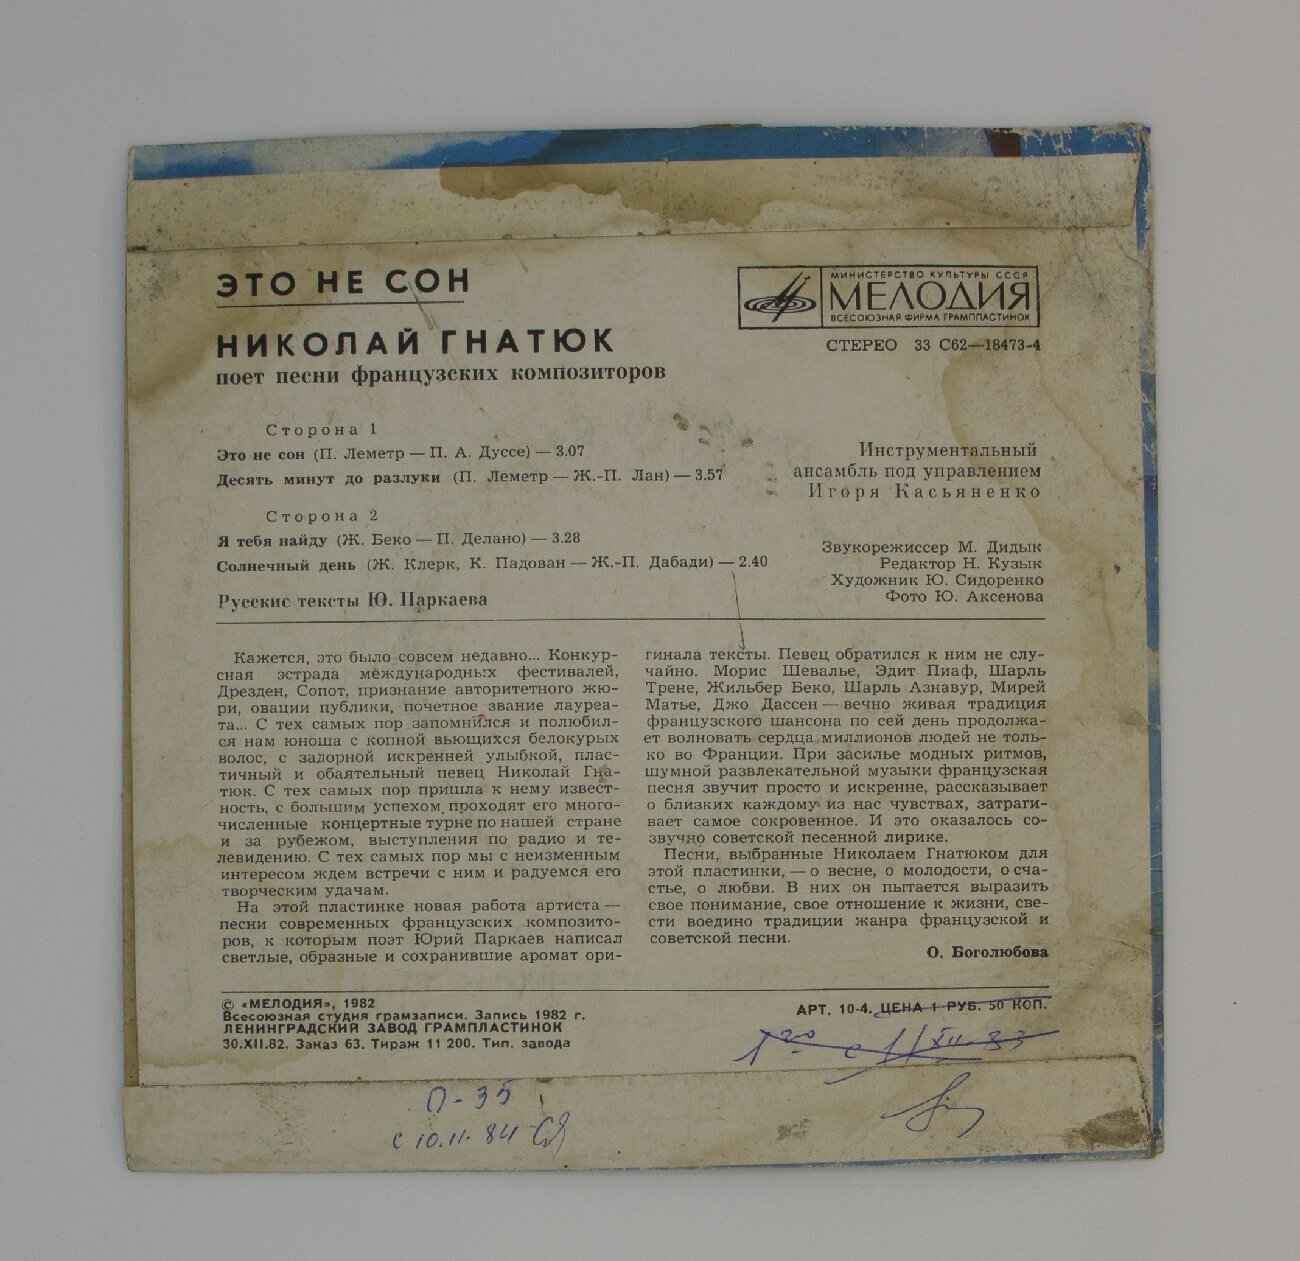 ЭТО НЕ СОН
НИКОЛАЙ ГНАТЮК
поет песни французских композиторов
МИНИСТЕРСТВО КУЛЬТУРЫ СССР
МЕЛОДИЯ
ВСЕСОЮЗНАЯ ФИРМА ГРАМПЛАСТИНОК
СТЕРЕО 33 С62—18473-4
Сторона 1
Это не сон (П. Леметр — П. А. Дуссе) — 3.07
Десять минут до разлуки (П. Леметр — Ж.-П. Лан) — 3.57
Сторона 2
Я тебя найду (Ж. Беко — П. Делано) — 3.28
Солнечный день (Ж. Клерк, К. Падован — Ж.-П. Дабади) — 2.40
Русские тексты Ю. Паркаева
Инструментальный
ансамбль под управлением
Игоря Касьяненко
Звукорежиссер М. Дидык
Редактор Н. Кузык
Художник Ю. Сидоренко
Фото Ю. Аксенова
Кажется, это было совсем недавно... Конкур-
сная эстрада международных фестивалей,
Дрезден, Сопот, признание авторитетного жю-
ри, овации публики, почетное звание лауреа-
та... С тех самых пор запомнился и полюбил-
ся нам юноша с копной вьющихся белокурых
волос, с задорной искренней улыбкой, плас-
тичный и обаятельный певец Николай Гна-
тюк. С тех самых пор пришла к нему извест-
ность, с большим успехом проходят его много-
численные концертные турне по нашей стране
и за рубежом, выступления по радио и те-
левидению. С тех самых пор мы с неизменным
интересом ждем встречи с ним и радуемся его
творческим удачам.
На этой пластинке новая работа артиста —
песни современных французских композито-
ров, к которым поэт Юрий Паркаев написал
светлые, образные и сохранившие аромат ори-
гинала тексты. Певец обратился к ним не слу-
чайно. Морис Шевалье, Эдит Пиаф, Шарль
Трене, Жильбер Беко, Шарль Азнавур, Мирей
Матье, Джо Дассен — вечно живая традиция
французского шансона по сей день продолжа-
ет волновать сердца миллионов людей не толь-
ко во Франции. При засилье модных ритмов,
шумной развлекательной музыки французская
песня звучит просто и искренне, рассказывает
о близких каждому из нас чувствах, затраги-
вает самое сокровенное. И это оказалось со-
звучно советской песенной лирике.
Песни, выбранные Николаем Гнатюком для
этой пластинки, — о весне, о молодости, о сча-
стье, о любви. В них он пытается выразить
свое понимание, свое отношение к жизни, све-
сти воедино традиции жанра французской и
советской песни.
О. Боголюбова
© «МЕЛОДИЯ», 1982
Всесоюзная студия грамзаписи. Запись 1982 г.
ЛЕНИНГРАДСКИЙ ЗАВОД ГРАМПЛАСТИНОК
30.XII.82. Заказ 63. Тираж 11 200. Тип. завода
АРТ. 10-4. ЦЕНА 1 РУБ. 50 КОП.
0-35
с 10.11.84